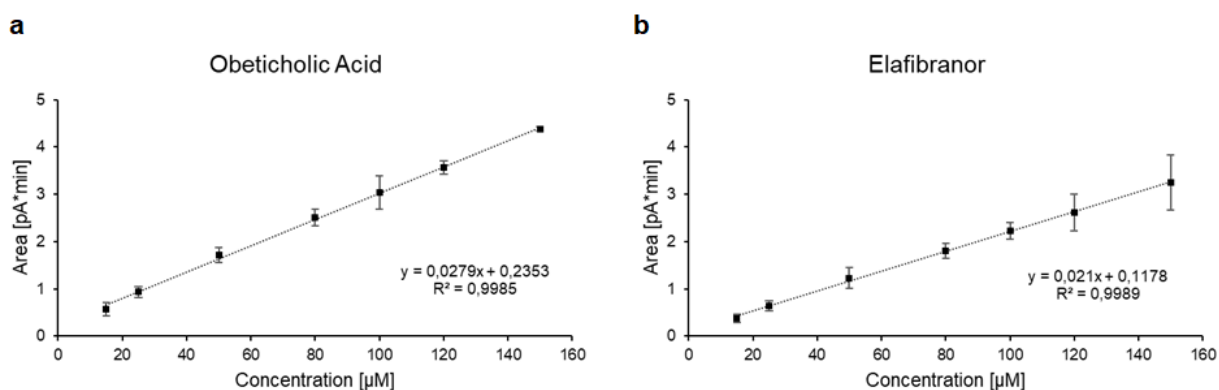 a
Obeticholic Acid
Area [pA*min]
5
4
3
2
1
0
y = 0,0279x + 0,2353
R² = 0,9985
0 20 40 60 80 100 120 140 160
Concentration [µM]
b
Elafibranor
Area [pA*min]
5
4
3
2
1
0
y = 0,021x + 0,1178
R² = 0,9989
0 20 40 60 80 100 120 140 160
Concentration [µM]